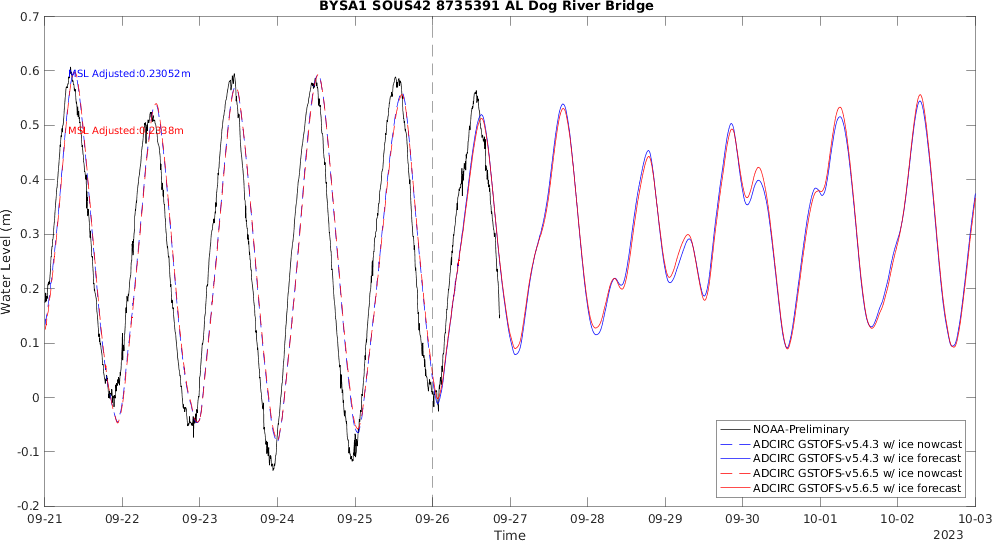 BYSA1 SOUS42 8735391 AL Dog River Bridge
0.7
0.6
0.5
0.4
0.3
0.2
0.1
0
-0.1
-0.2
Water Level (m)
MSL Adjusted:0.23052m
MSL Adjusted:0.2338m
NOAA-Preliminary
ADCIRC GSTOFS-v5.4.3 w/ ice nowcast
ADCIRC GSTOFS-v5.4.3 w/ ice forecast
ADCIRC GSTOFS-v5.6.5 w/ ice nowcast
ADCIRC GSTOFS-v5.6.5 w/ ice forecast
09-21 09-22 09-23 09-24 09-25 09-26 09-27 09-28 09-29 09-30 10-01 10-02 10-03
Time
2023